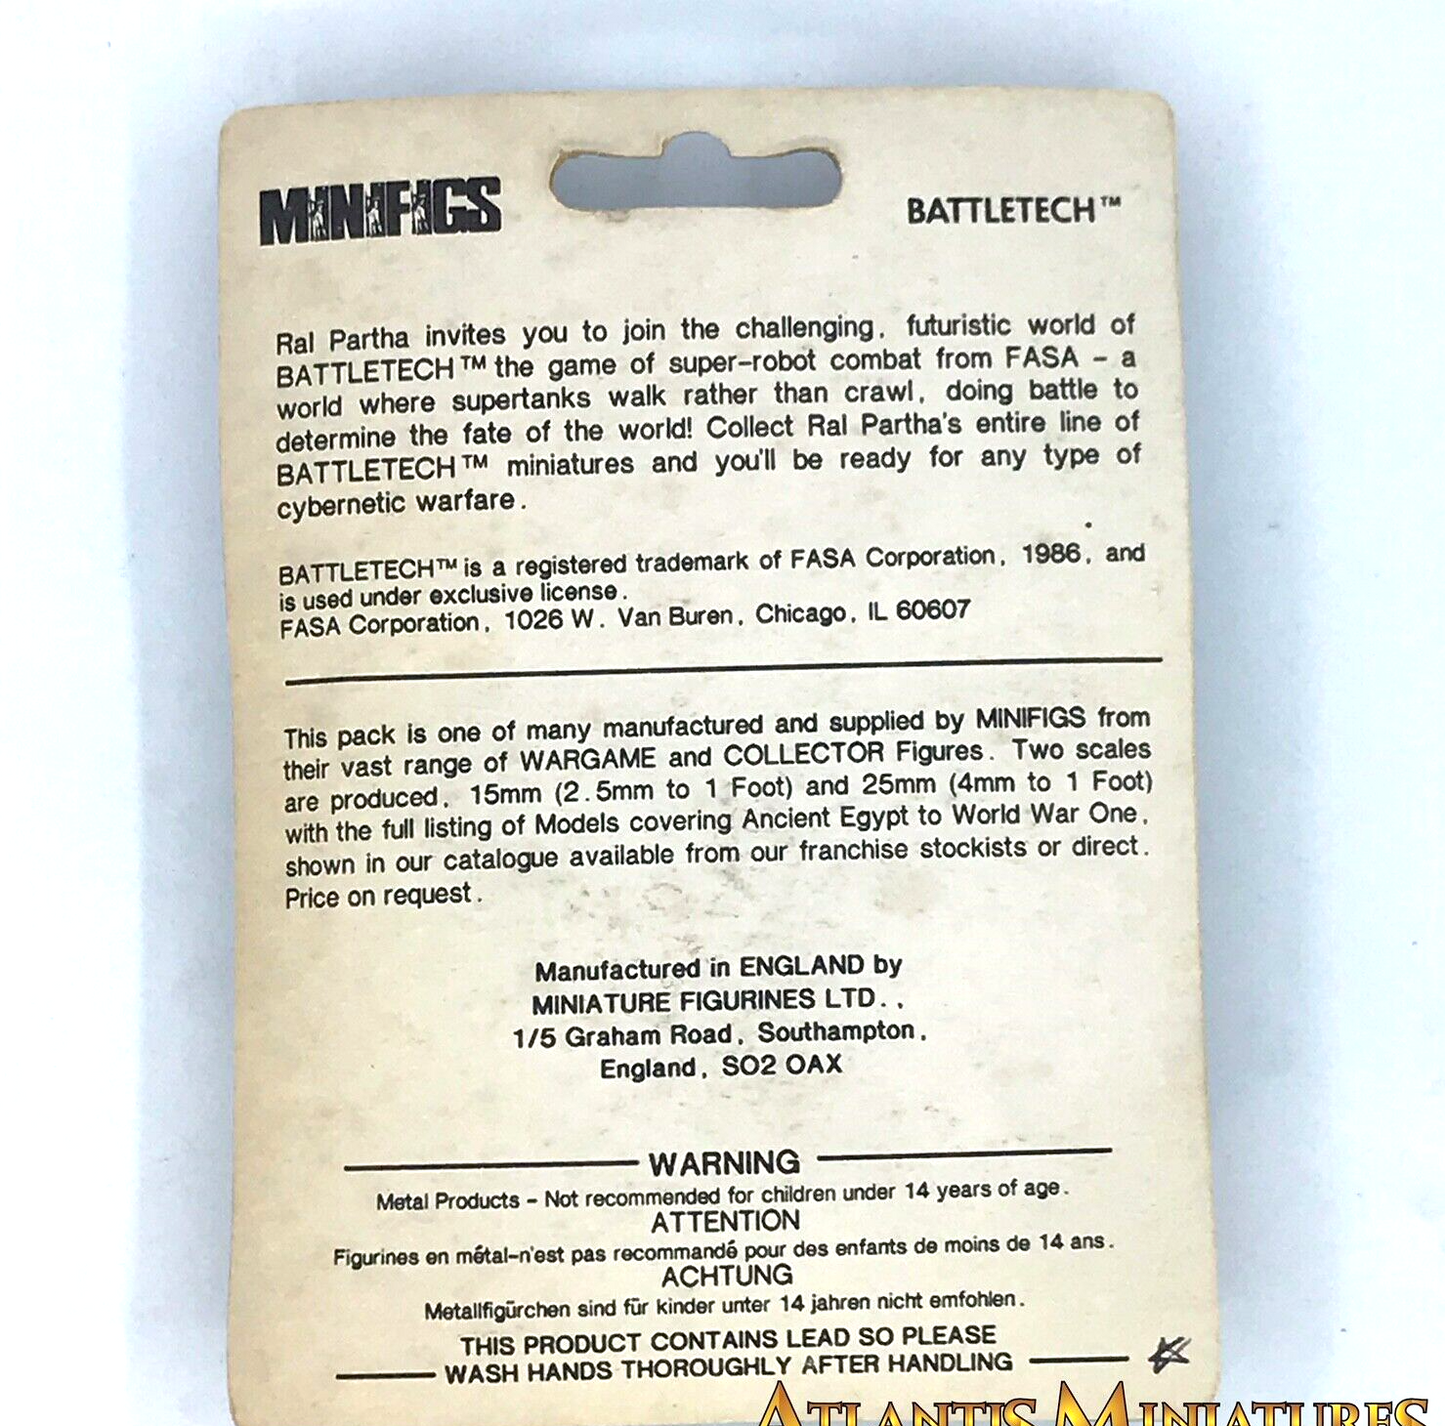 MINIFIGS
BATTLETECH™
Ral Partha invites you to join the challenging, futuristic world of
BATTLETECH™ the game of super-robot combat from FASA - a
world where supertanks walk rather than crawl, doing battle to
determine the fate of the world! Collect Ral Partha's entire line of
BATTLETECH™ miniatures and you'll be ready for any type of
cybernetic warfare.
BATTLETECH™ is a registered trademark of FASA Corporation, 1986, and
is used under exclusive license.
FASA Corporation, 1026 W. Van Buren, Chicago, IL 60607
This pack is one of many manufactured and supplied by MINIFIGS from
their vast range of WARGAME and COLLECTOR Figures. Two scales
are produced, 15mm (2.5mm to 1 Foot) and 25mm (4mm to 1 Foot)
with the full listing of Models covering Ancient Egypt to World War One,
shown in our catalogue available from our franchise stockists or direct.
Price on request.
Manufactured in ENGLAND by
MINIATURE FIGURINES LTD.,
1/5 Graham Road, Southampton,
England, SO2 OAX
WARNING
Metal Products - Not recommended for children under 14 years of age.
ATTENTION
Figurines en métal-n'est pas recommandé pour des enfants de moins de 14 ans.
ACHTUNG
Metallfigürchen sind für kinder unter 14 jahren nicht emfohlen.
THIS PRODUCT CONTAINS LEAD SO PLEASE
WASH HANDS THOROUGHLY AFTER HANDLING
ATLANTIS MINIATURES